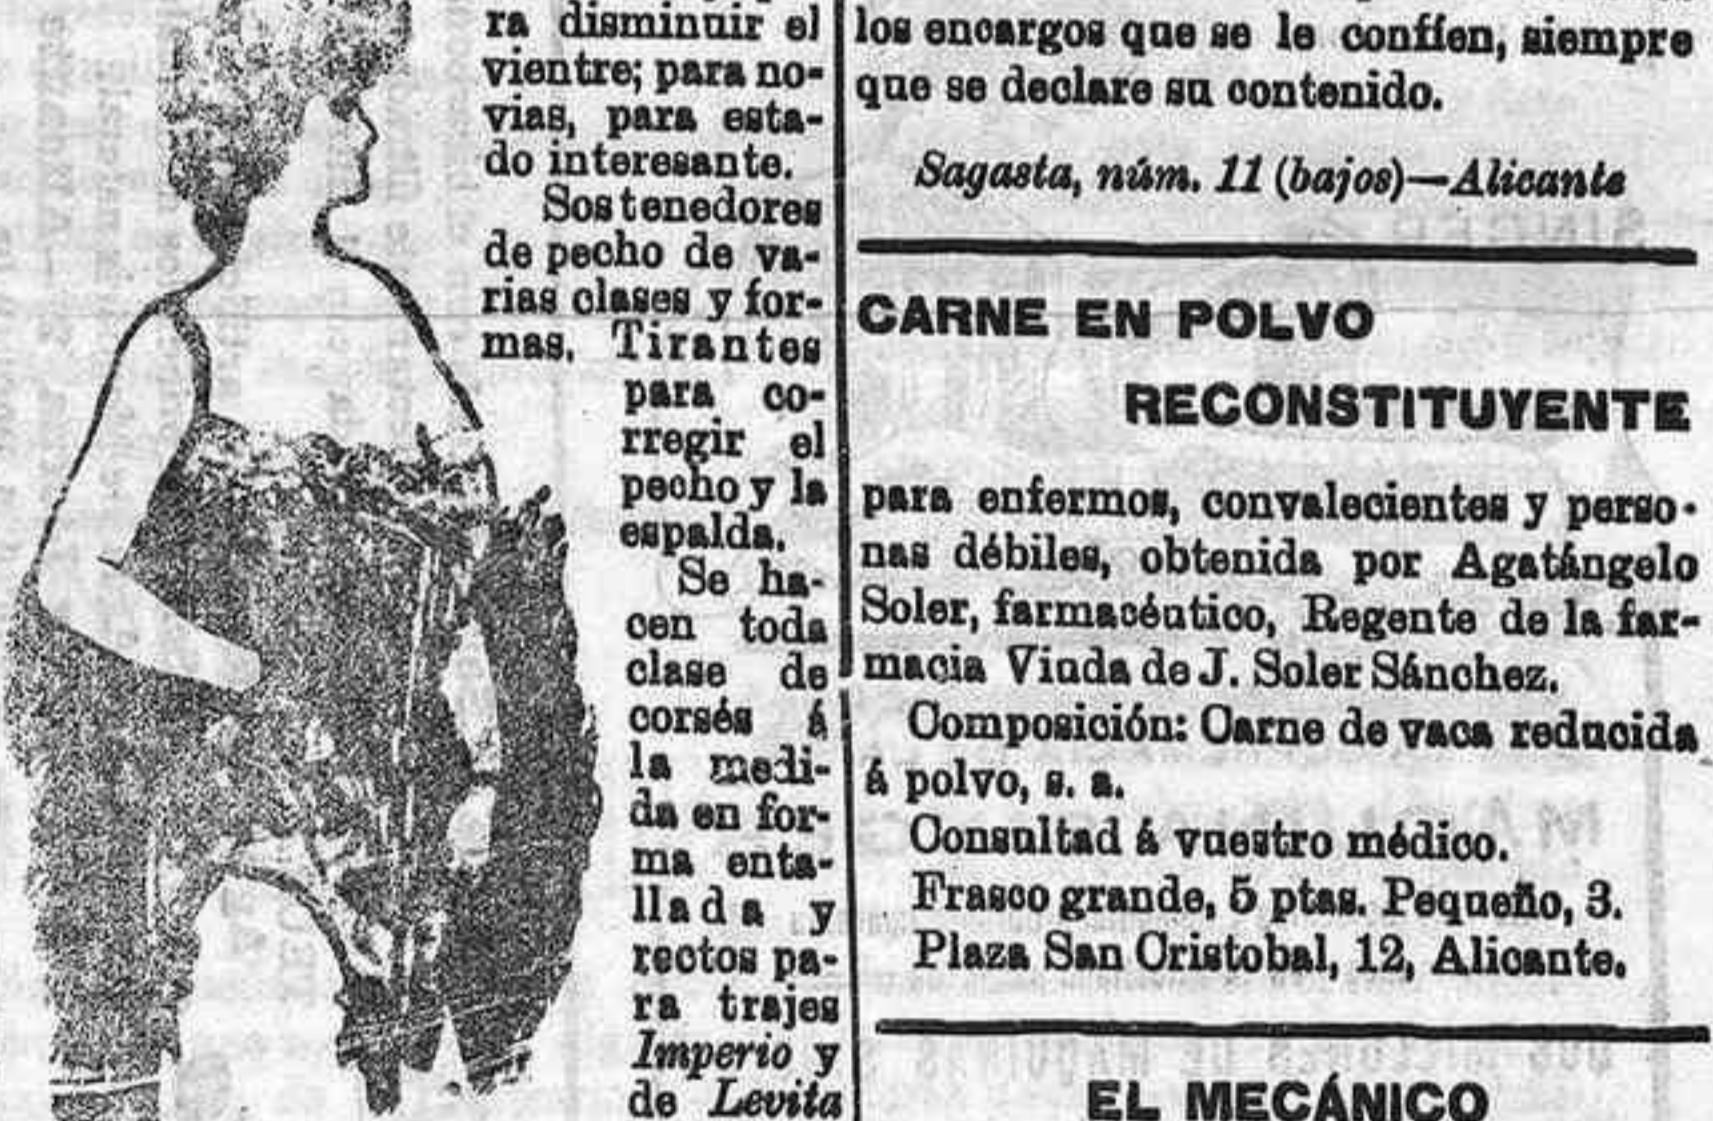 ra disminuir el
vientre; para no-
vias, para esta-
do interesante.
Sostenedores
de pecho de va-
rias clases y for-
mas. Tirantes
para co-
rregir el
pecho y la
espalda.
Se ha-
cen toda
clase de
corsés á
la medi-
da en for-
ma enta-
llada y
rectos pa-
ra trajes
Imperio y
de Levita
los encargos que se le confíen, siempre
que se declare su contenido.
Sagasta, núm. 11 (bajos)—Alicante
CARNE EN POLVO
RECONSTITUYENTE
para enfermos, convalecientes y perso-
nas débiles, obtenida por Agatángelo
Soler, farmacéutico, Regente de la far-
macia Viuda de J. Soler Sánchez.
Composición: Carne de vaca reducida
á polvo, s. a.
Consultad á vuestro médico.
Frasco grande, 5 ptas. Pequeño, 3.
Plaza San Cristobal, 12, Alicante.
EL MECÁNICO